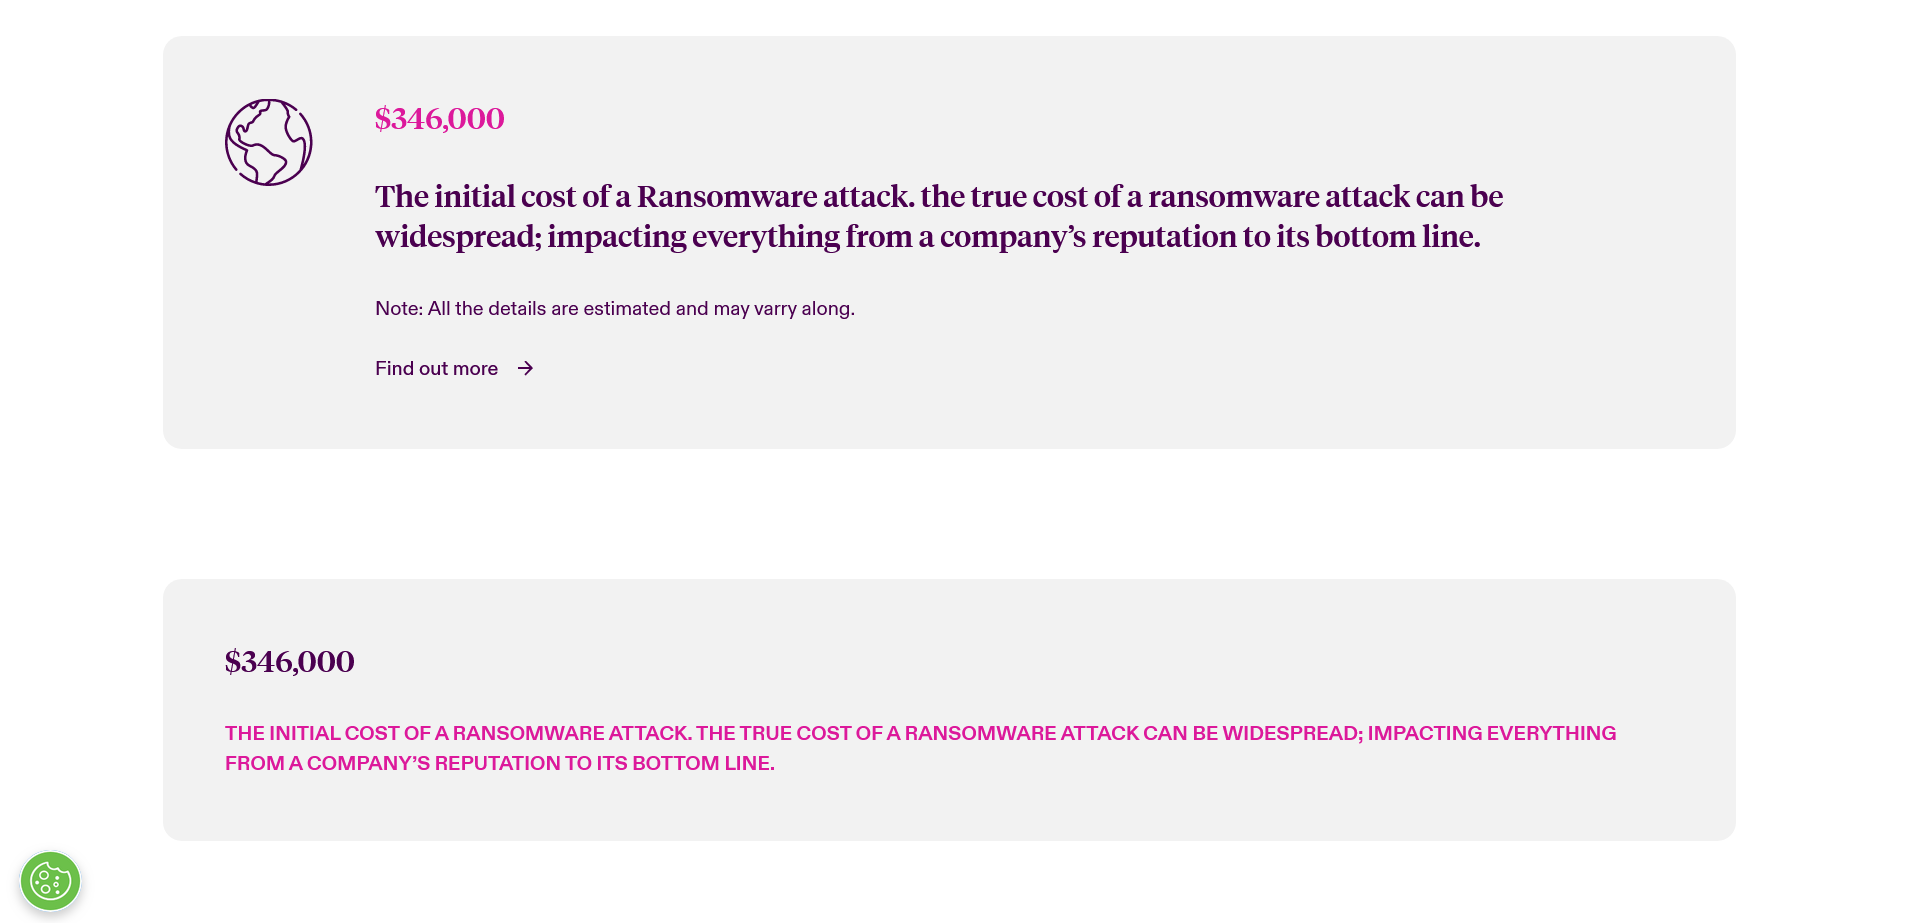 $346,000
The initial cost of a Ransomware attack. the true cost of a ransomware attack can be
widespread; impacting everything from a company’s reputation to its bottom line.
Note: All the details are estimated and may varry along.
Find out more
$346,000
THE INITIAL COST OF A RANSOMWARE ATTACK. THE TRUE COST OF A RANSOMWARE ATTACK CAN BE WIDESPREAD; IMPACTING EVERYTHING
FROM A COMPANY’S REPUTATION TO ITS BOTTOM LINE.